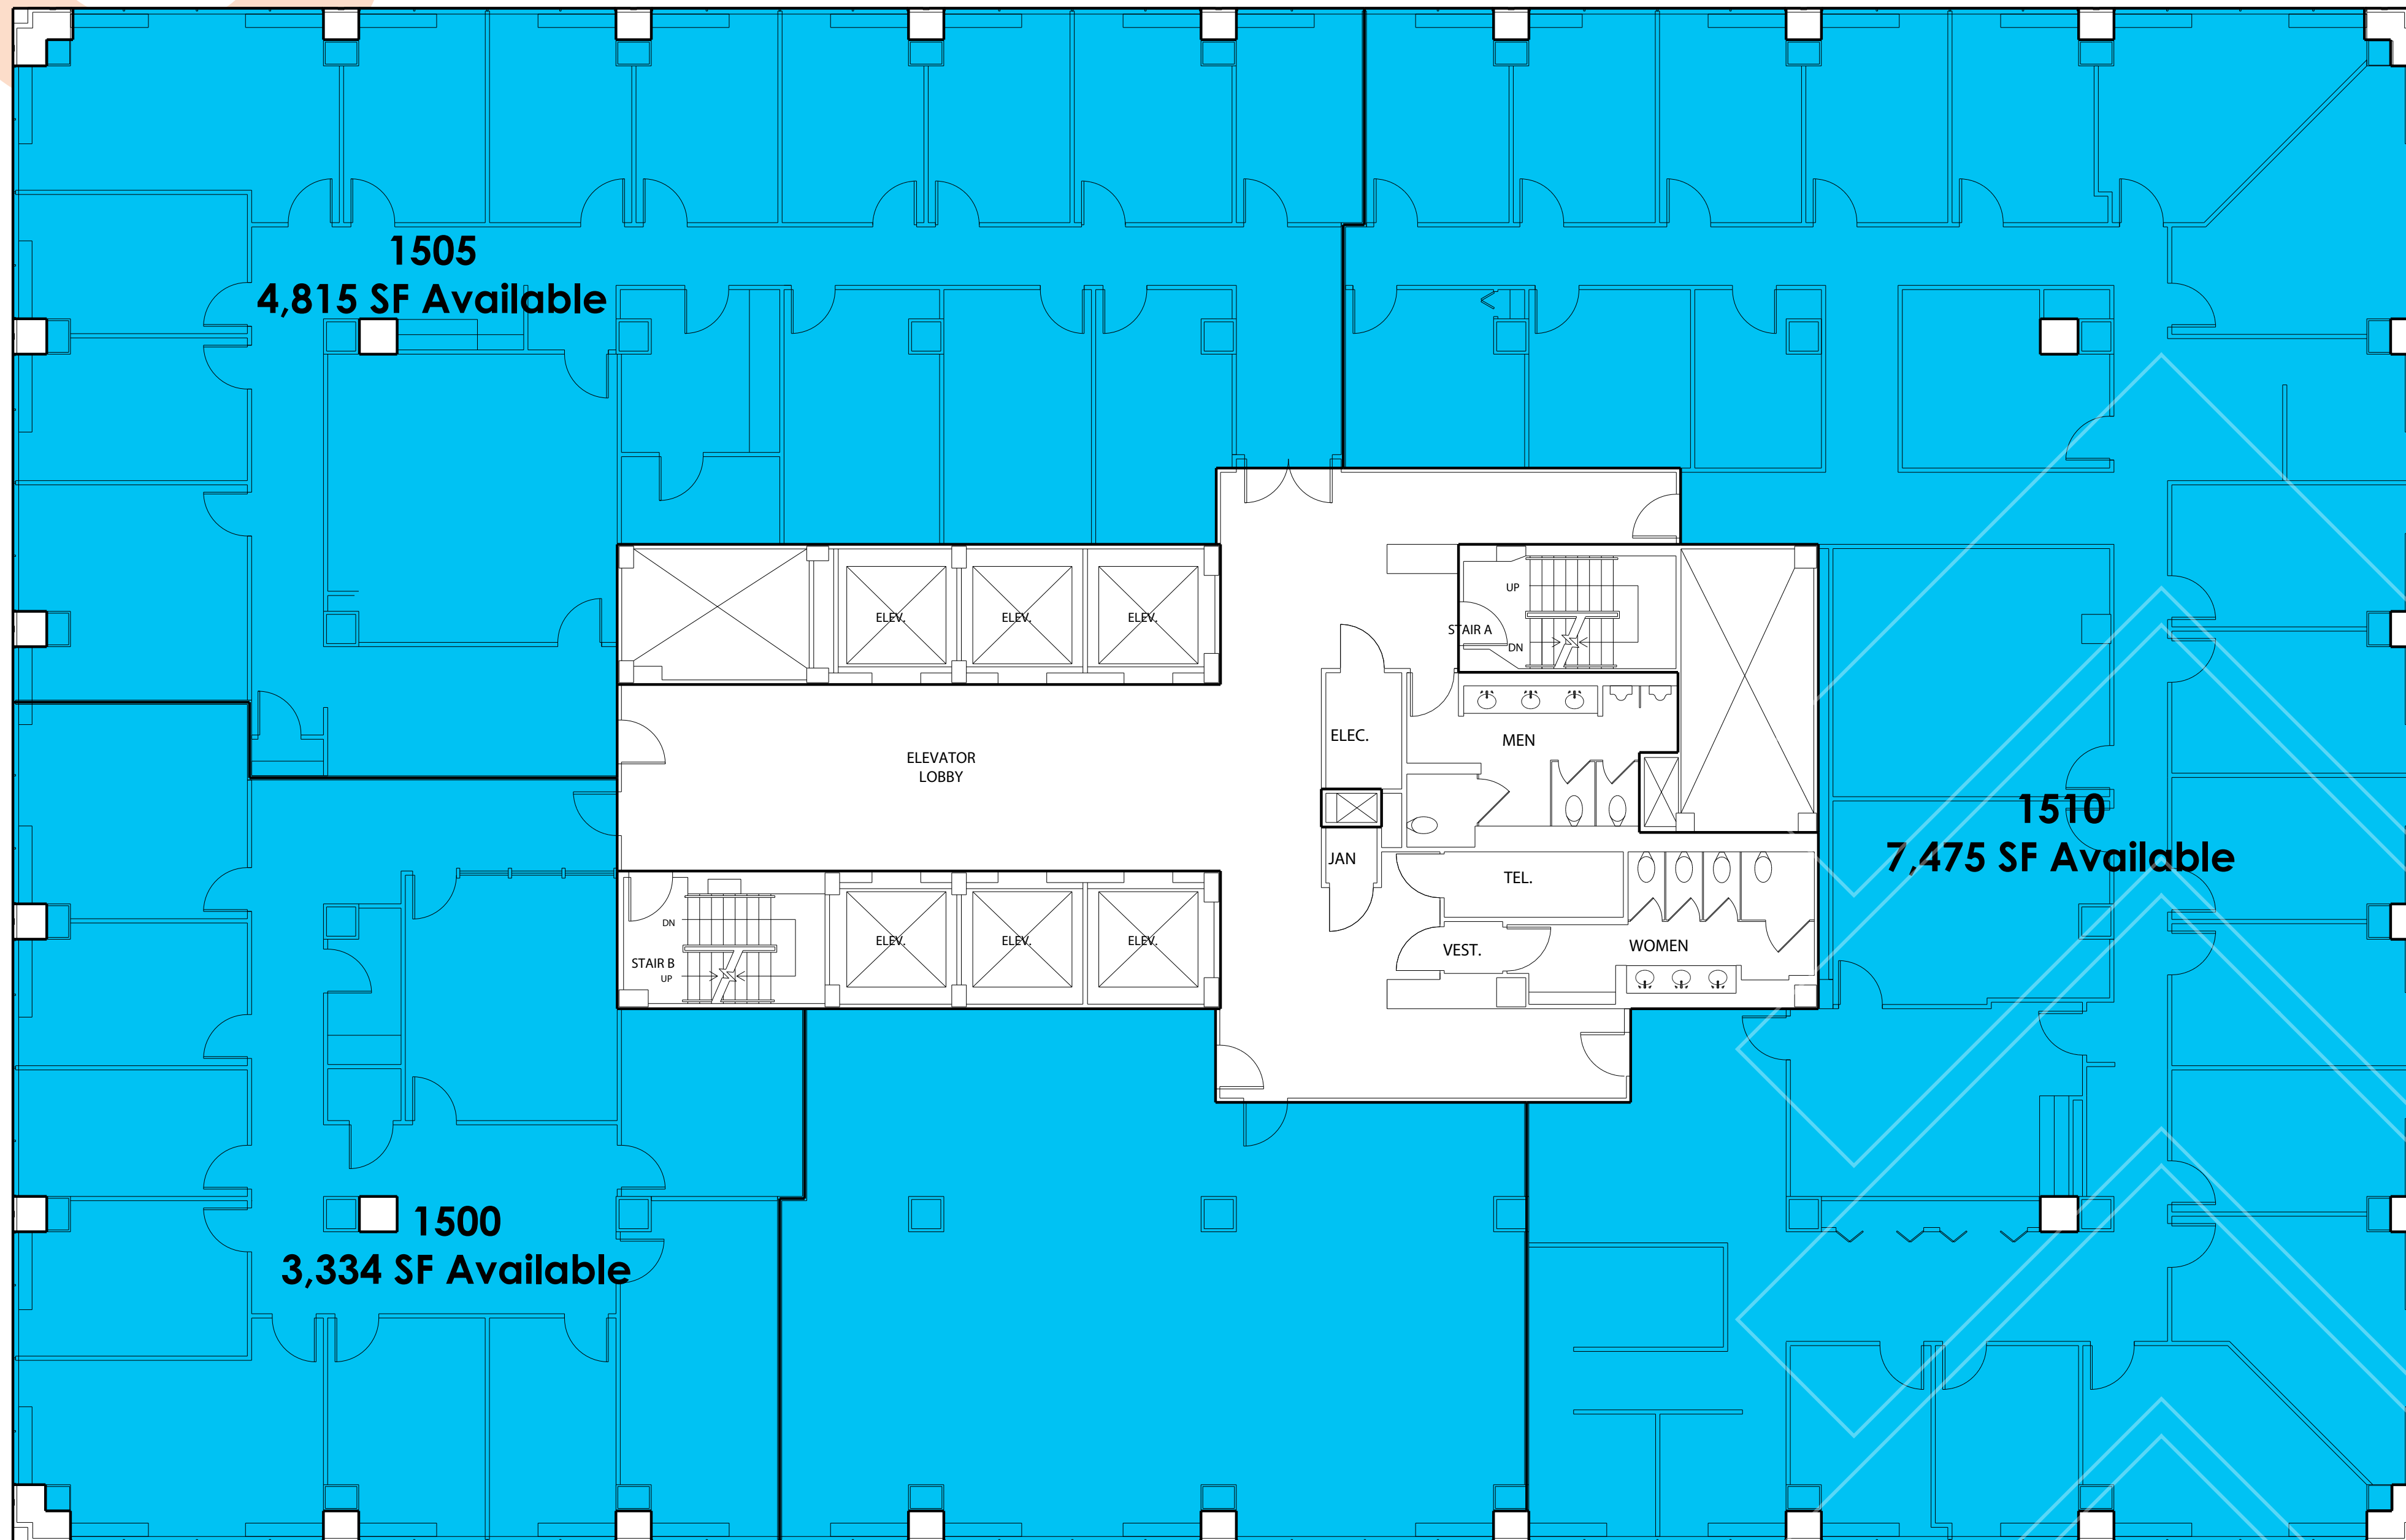 1505
4,815 SF Available
ELEV.
ELEV.
ELEV.
UP
STAIR A
DN
ELEC.
MEN
ELEVATOR
LOBBY
1510
7,475 SF Available
JAN
TEL.
DN
STAIR B
UP
ELEV.
ELEV.
ELEV.
VEST.
WOMEN
1500
3,334 SF Available